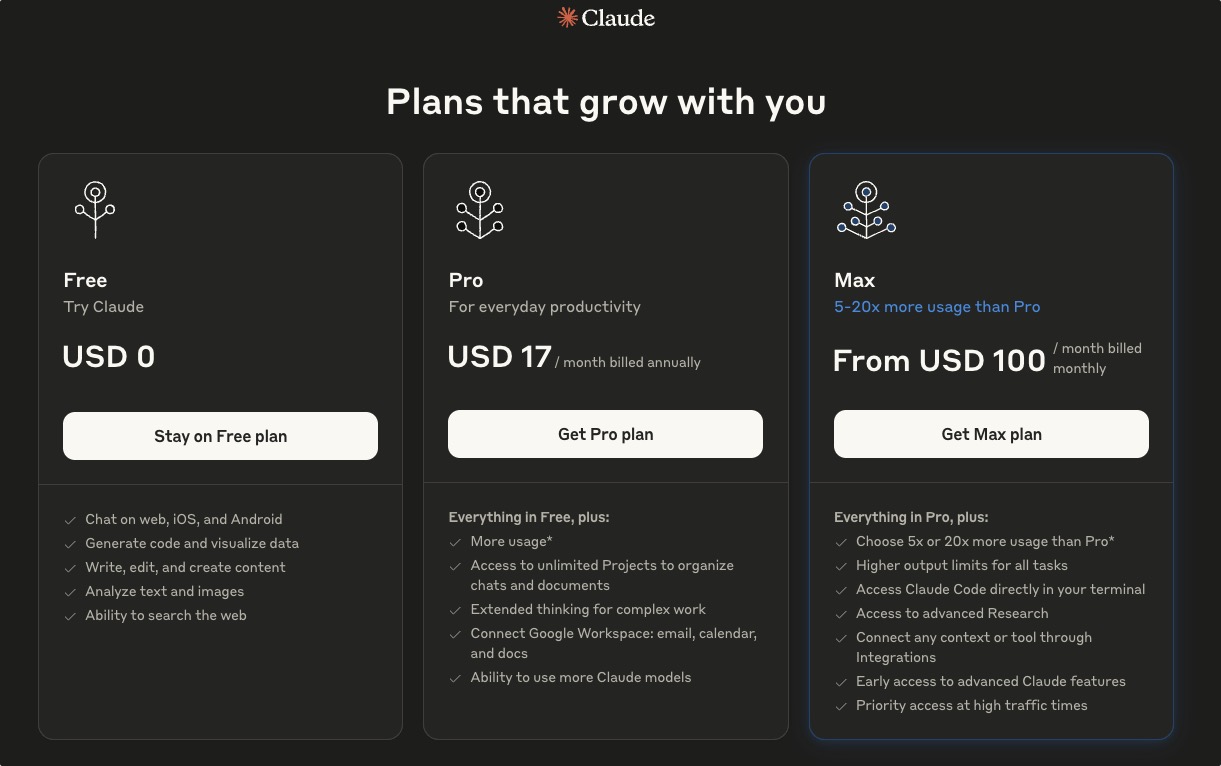 Claude
Plans that grow with you
Free
Try Claude
USD 0
Stay on Free plan
Chat on web, iOS, and Android
Generate code and visualize data
Write, edit, and create content
Analyze text and images
Ability to search the web
Pro
For everyday productivity
USD 17 / month billed annually
Get Pro plan
Everything in Free, plus:
More usage*
Access to unlimited Projects to organize
chats and documents
Extended thinking for complex work
Connect Google Workspace: email, calendar,
and docs
Ability to use more Claude models
Max
5-20x more usage than Pro
From USD 100 / month billed
monthly
Get Max plan
Everything in Pro, plus:
Choose 5x or 20x more usage than Pro*
Higher output limits for all tasks
Access Claude Code directly in your terminal
Access to advanced Research
Connect any context or tool through
Integrations
Early access to advanced Claude features
Priority access at high traffic times